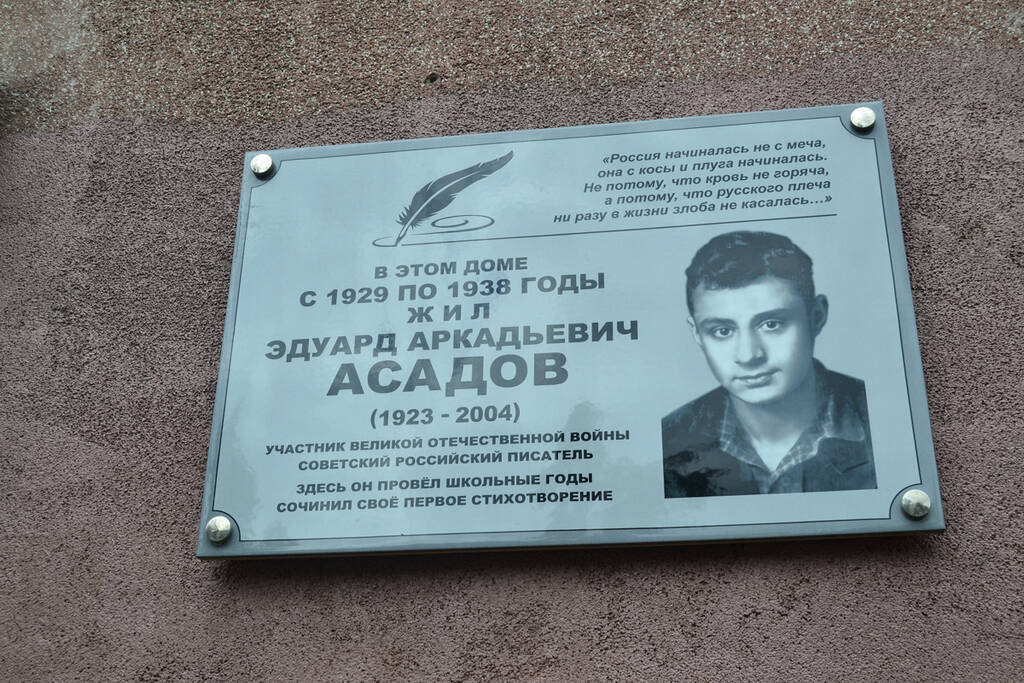 «Россия начиналась не с меча,
она с косы и плуга начиналась.
Не потому, что кровь не горяча,
а потому, что русского плеча
ни разу в жизни злоба не касалась...»
В ЭТОМ ДОМЕ
С 1929 ПО 1938 ГОДЫ
Ж И Л
ЭДУАРД АРКАДЬЕВИЧ
АСАДОВ
(1923 - 2004)
УЧАСТНИК ВЕЛИКОЙ ОТЕЧЕСТВЕННОЙ ВОЙНЫ
СОВЕТСКИЙ РОССИЙСКИЙ ПИСАТЕЛЬ
ЗДЕСЬ ОН ПРОВЁЛ ШКОЛЬНЫЕ ГОДЫ
СОЧИНИЛ СВОЁ ПЕРВОЕ СТИХОТВОРЕНИЕ